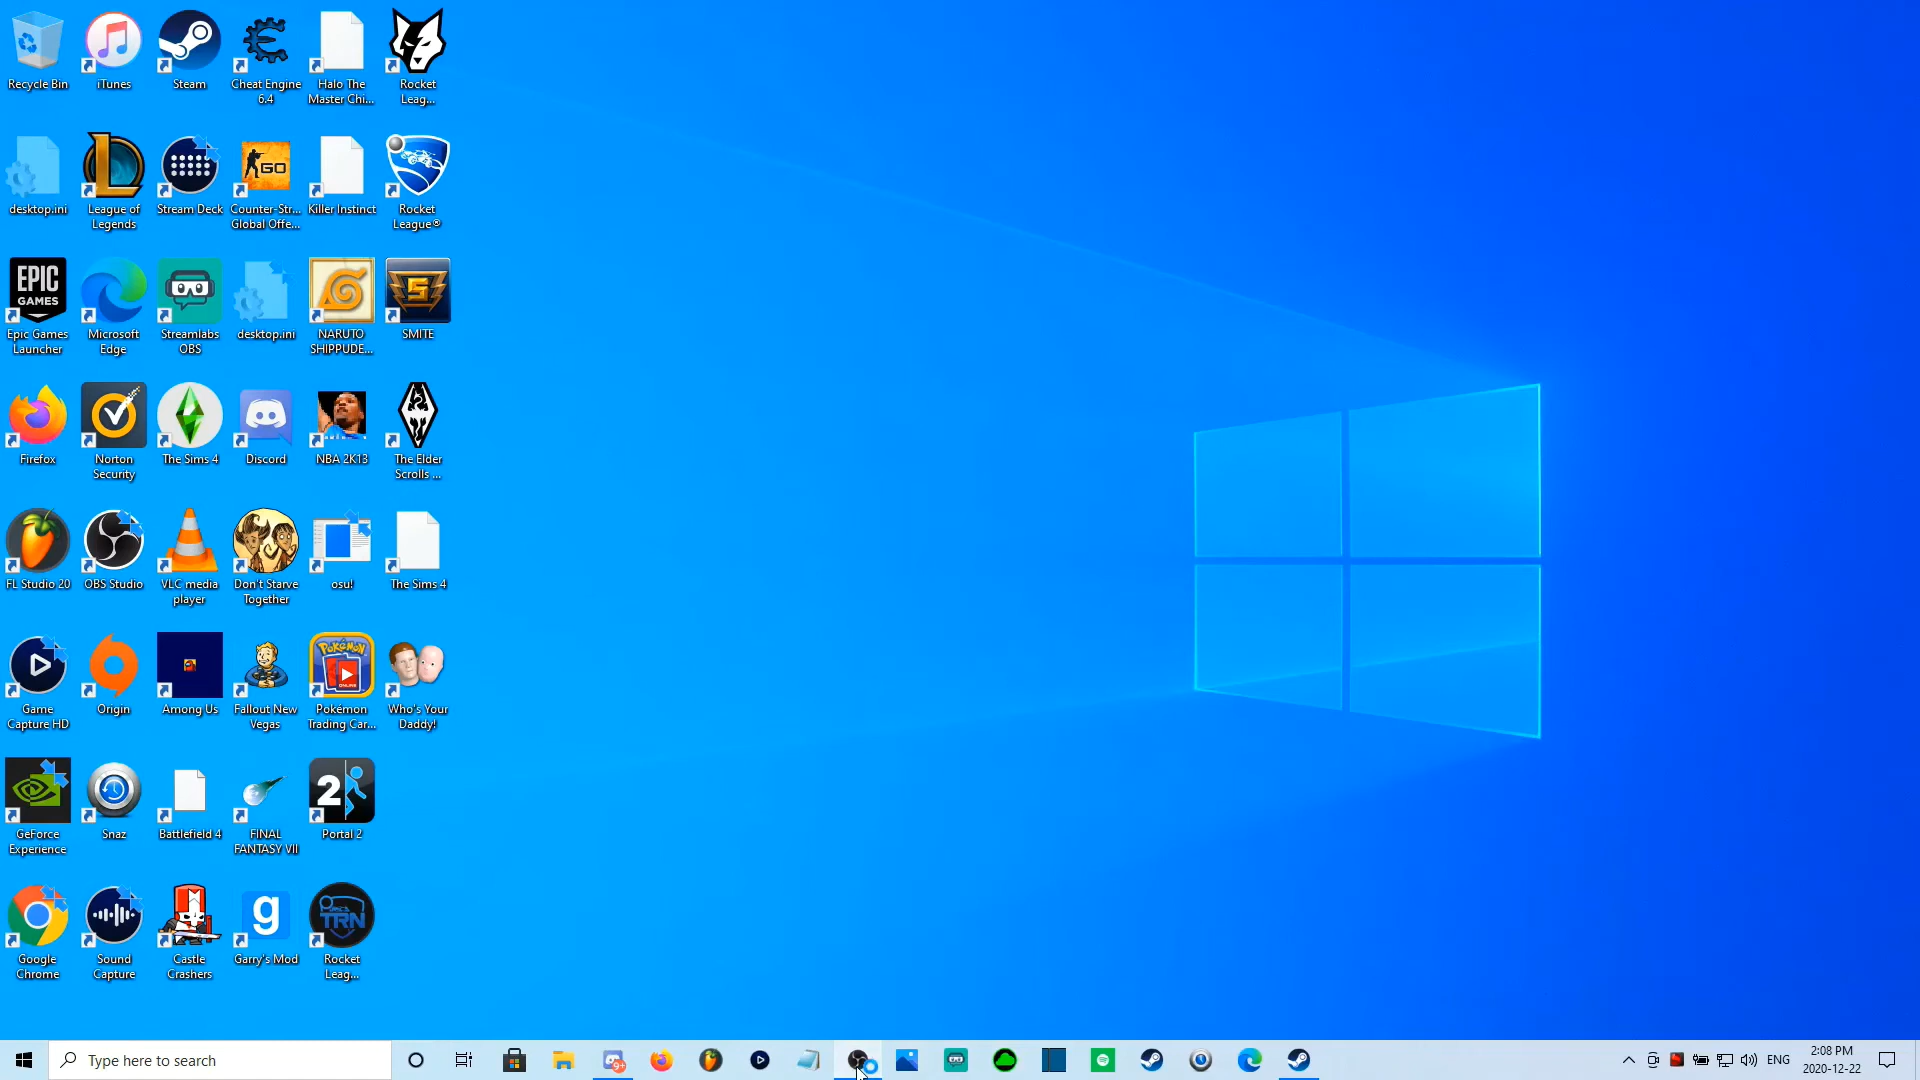 Recycle Bin
iTunes
Steam
Cheat Engine
6.4
Halo The
Master Chi...
Rocket
Leag...
desktop.ini
League of
Legends
Stream Deck
GO
Counter-Str...
Global Offe...
Killer Instinct
Rocket
League®
EPIC
GAMES
Epic Games
Launcher
Microsoft
Edge
Streamlabs
OBS
desktop.ini
NARUTO
SHIPPUDE...
S
SMITE
Firefox
Norton
Security
The Sims 4
Discord
NBA 2K13
The Elder
Scrolls ...
FL Studio 20
OBS Studio
VLC media
player
Don't Starve
Together
osu!
The Sims 4
Game
Capture HD
Origin
Among Us
Fallout New
Vegas
POKéMON
ONLINE
Pokémon
Trading Car...
Who's Your
Daddy!
GeForce
Experience
Snaz
Battlefield 4
FINAL
FANTASY VII
2
Portal 2
Google
Chrome
Sound
Capture
Castle
Crashers
g
Garry's Mod
TRN
Rocket
Leag...
Type here to search
9+
ENG
2:08 PM
2020-12-22